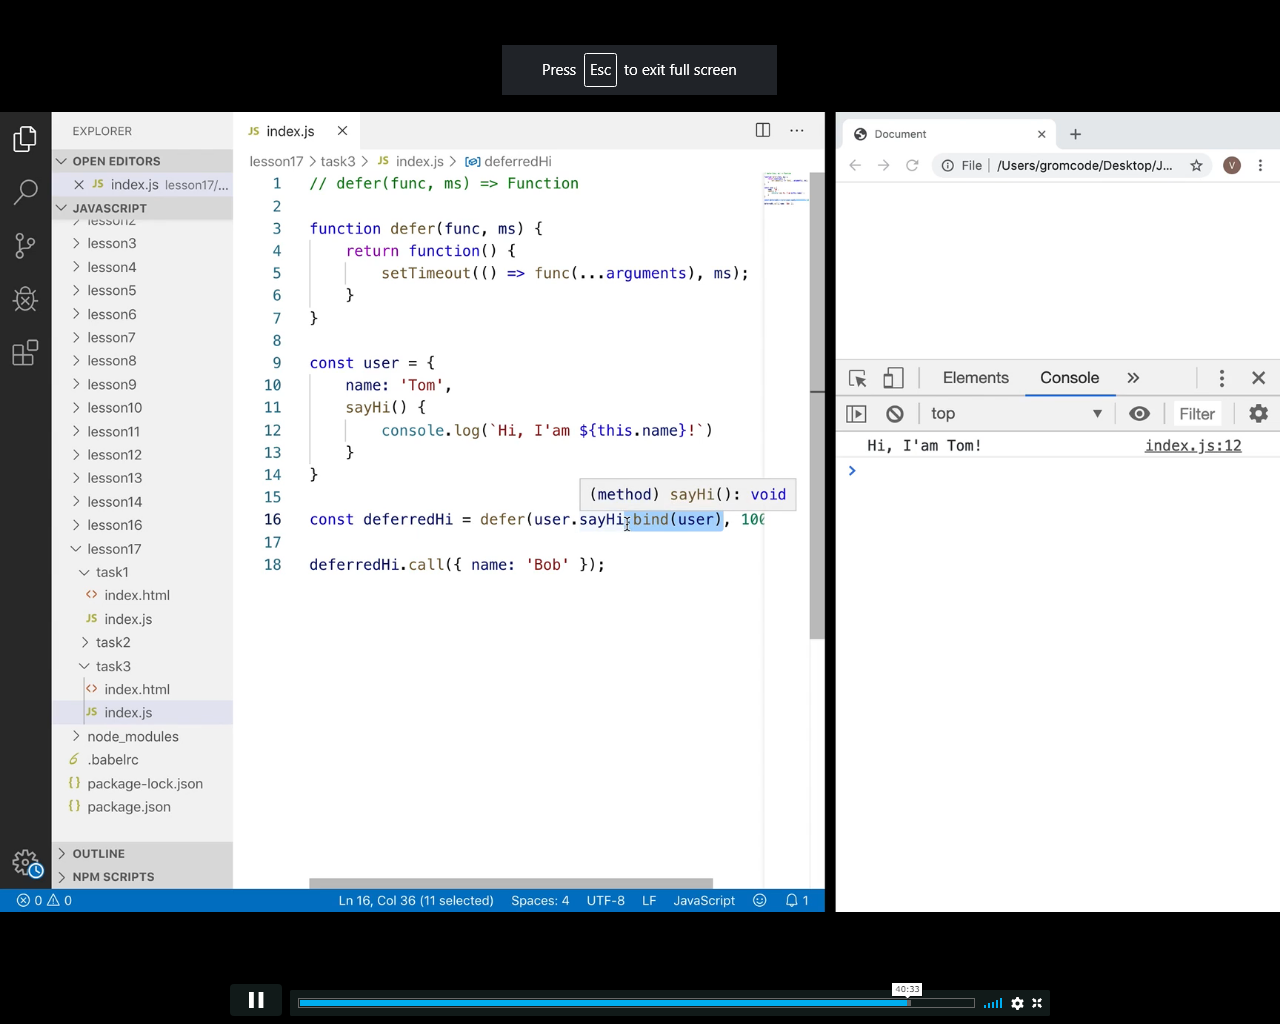 Press Esc to exit full screen
EXPLORER
OPEN EDITORS
JS index.js lesson17/...
JAVASCRIPT
lesson2
lesson3
lesson4
lesson5
lesson6
lesson7
lesson8
lesson9
lesson10
lesson11
lesson12
lesson13
lesson14
lesson15
lesson16
lesson17
task1
index.html
JS index.js
task2
task3
index.html
JS index.js
node_modules
.babelrc
package-lock.json
package.json
OUTLINE
NPM SCRIPTS
JS index.js
lesson17 > task3 > JS index.js > deferredHi
1 // defer(func, ms) => Function
2
3 function defer(func, ms) {
4 return function() {
5 setTimeout(() => func(...arguments), ms);
6 }
7 }
8
9 const user = {
10 name: 'Tom',
11 sayHi() {
12 console.log(`Hi, I'am ${this.name}!`)
13 }
14 }
15
(method) sayHi(): void
16 const deferredHi = defer(user.sayHi.bind(user), 100
17
18 deferredHi.call({ name: 'Bob' });
0 0
Ln 16, Col 36 (11 selected) Spaces: 4 UTF-8 LF JavaScript 1
Document
File | /Users/gromcode/Desktop/J... V
Elements Console
top Filter
Hi, I'am Tom! index.js:12
40:33